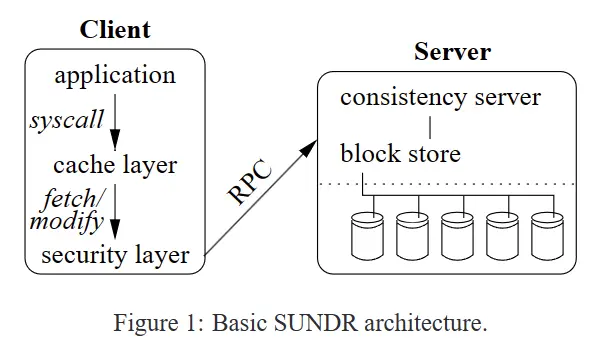 Client
application
syscall
cache layer
fetch/
modify
security layer
RPC
Server
consistency server
block store
Figure 1: Basic SUNDR architecture.